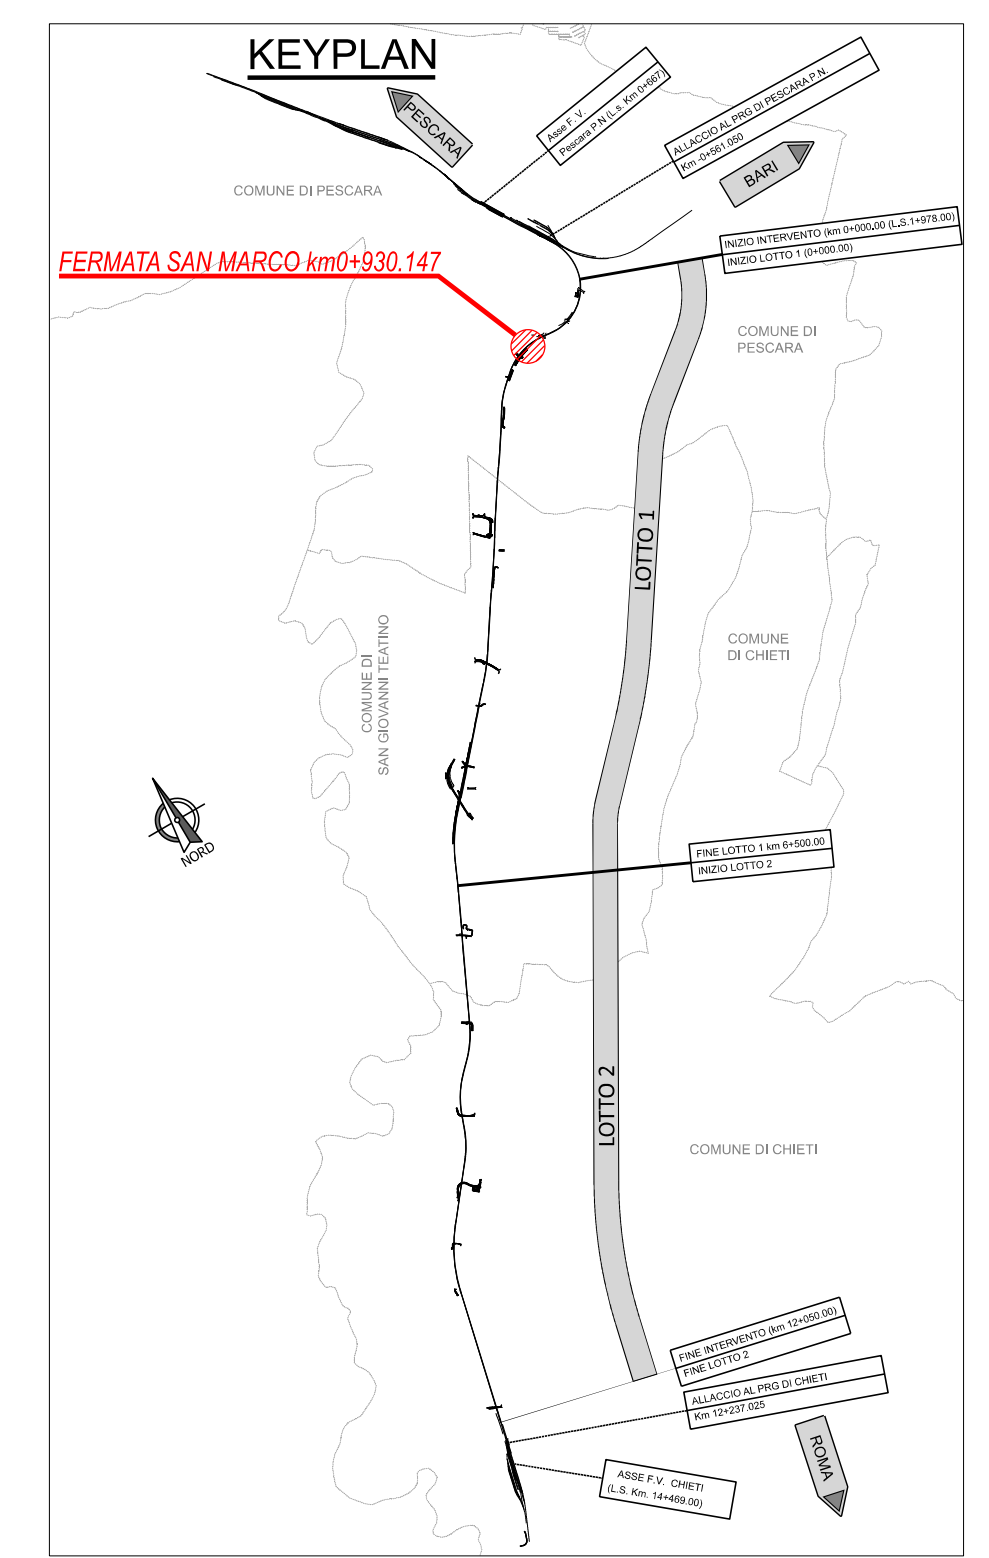 KEYPLAN
PESCARA
Asse F. V.
Pescara P.N (L.s. Km 0+667)
ALLACCIO AL PRG DI PESCARA P.N.
Km -0+561.050
BARI
COMUNE DI PESCARA
INIZIO INTERVENTO (km 0+000.00 (L.S.1+978.00)
INIZIO LOTTO 1 (0+000.00)
FERMATA SAN MARCO km0+930.147
COMUNE DI
PESCARA
LOTTO 1
COMUNE DI
SAN GIOVANNI TEATINO
COMUNE
DI CHIETI
NORD
FINE LOTTO 1 km 6+500.00
INIZIO LOTTO 2
LOTTO 2
COMUNE DI CHIETI
FINE INTERVENTO (km 12+050.00)
FINE LOTTO 2
ALLACCIO AL PRG DI CHIETI
Km 12+237.025
ROMA
ASSE F.V. CHIETI
(L.S. Km. 14+469.00)